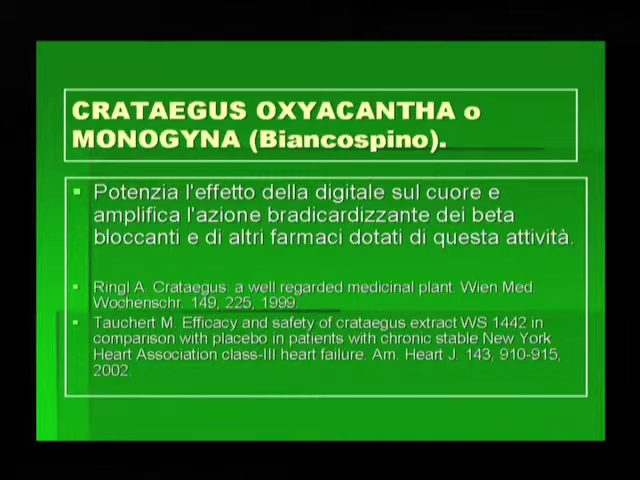 CRATAEGUS OXYACANTHA o
MONOGYNA (Biancospino).
Potenzia l'effetto della digitale sul cuore e
amplifica l'azione bradicardizzante dei beta
bloccanti e di altri farmaci dotati di questa attività.
Ringl A. Crataegus: a well regarded medicinal plant. Wien Med.
Wochenschr. 149, 225, 1999.
Tauchert M. Efficacy and safety of crataegus extract WS 1442 in
comparison with placebo in patients with chronic stable New York
Heart Association class-III heart failure. Am. Heart J. 143, 910-915,
2002.